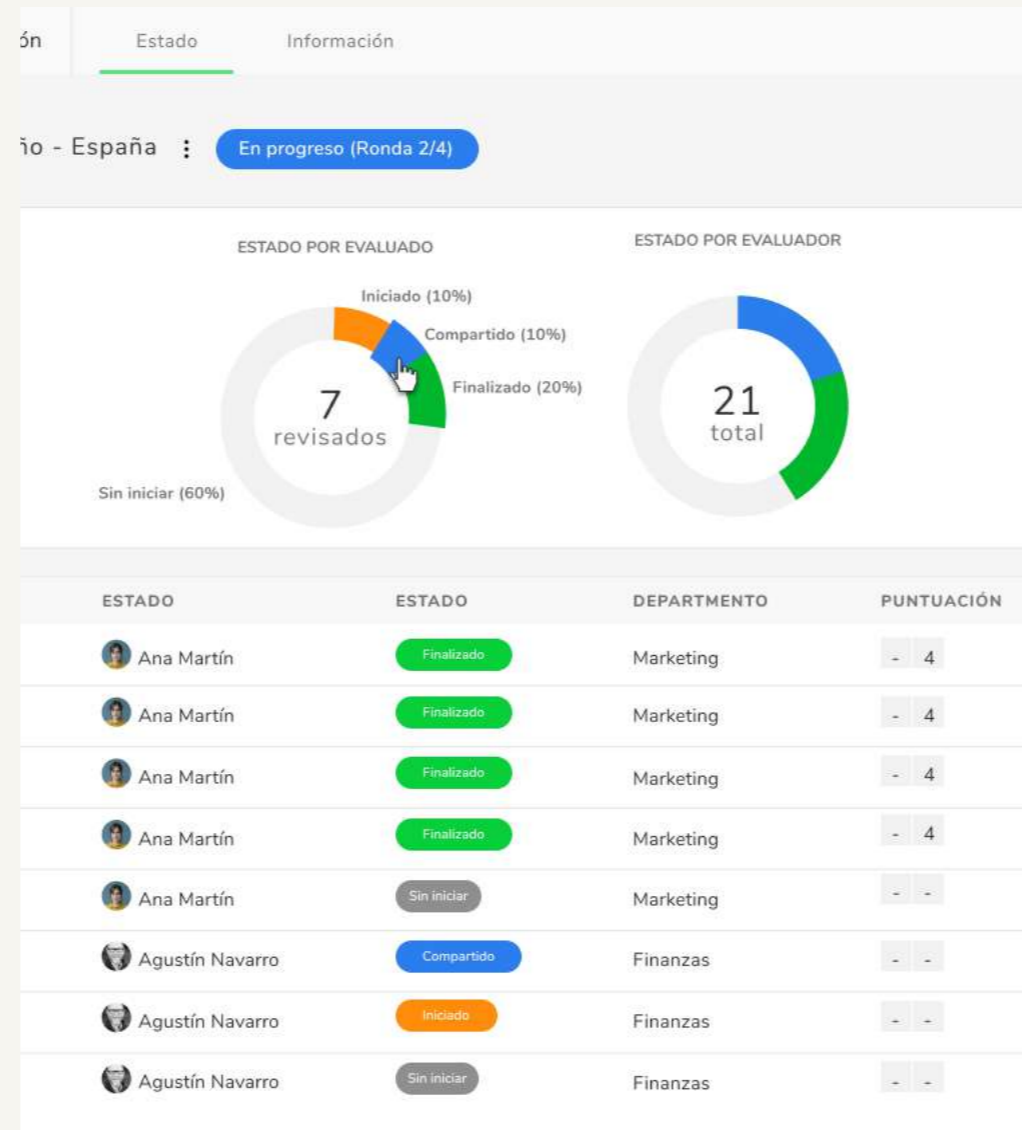 ón Estado Información
ño - España En progreso (Ronda 2/4)
ESTADO POR EVALUADO
ESTADO POR EVALUADOR
Iniciado (10%)
Compartido (10%)
Finalizado (20%)
7
revisados
Sin iniciar (60%)
21
total
ESTADO ESTADO DEPARTMENTO PUNTUACIÓN
Ana Martín Finalizado Marketing - 4
Ana Martín Finalizado Marketing - 4
Ana Martín Finalizado Marketing - 4
Ana Martín Finalizado Marketing - 4
Ana Martín Sin iniciar Marketing - -
Agustín Navarro Compartido Finanzas - -
Agustín Navarro Iniciado Finanzas - -
Agustín Navarro Sin iniciar Finanzas - -